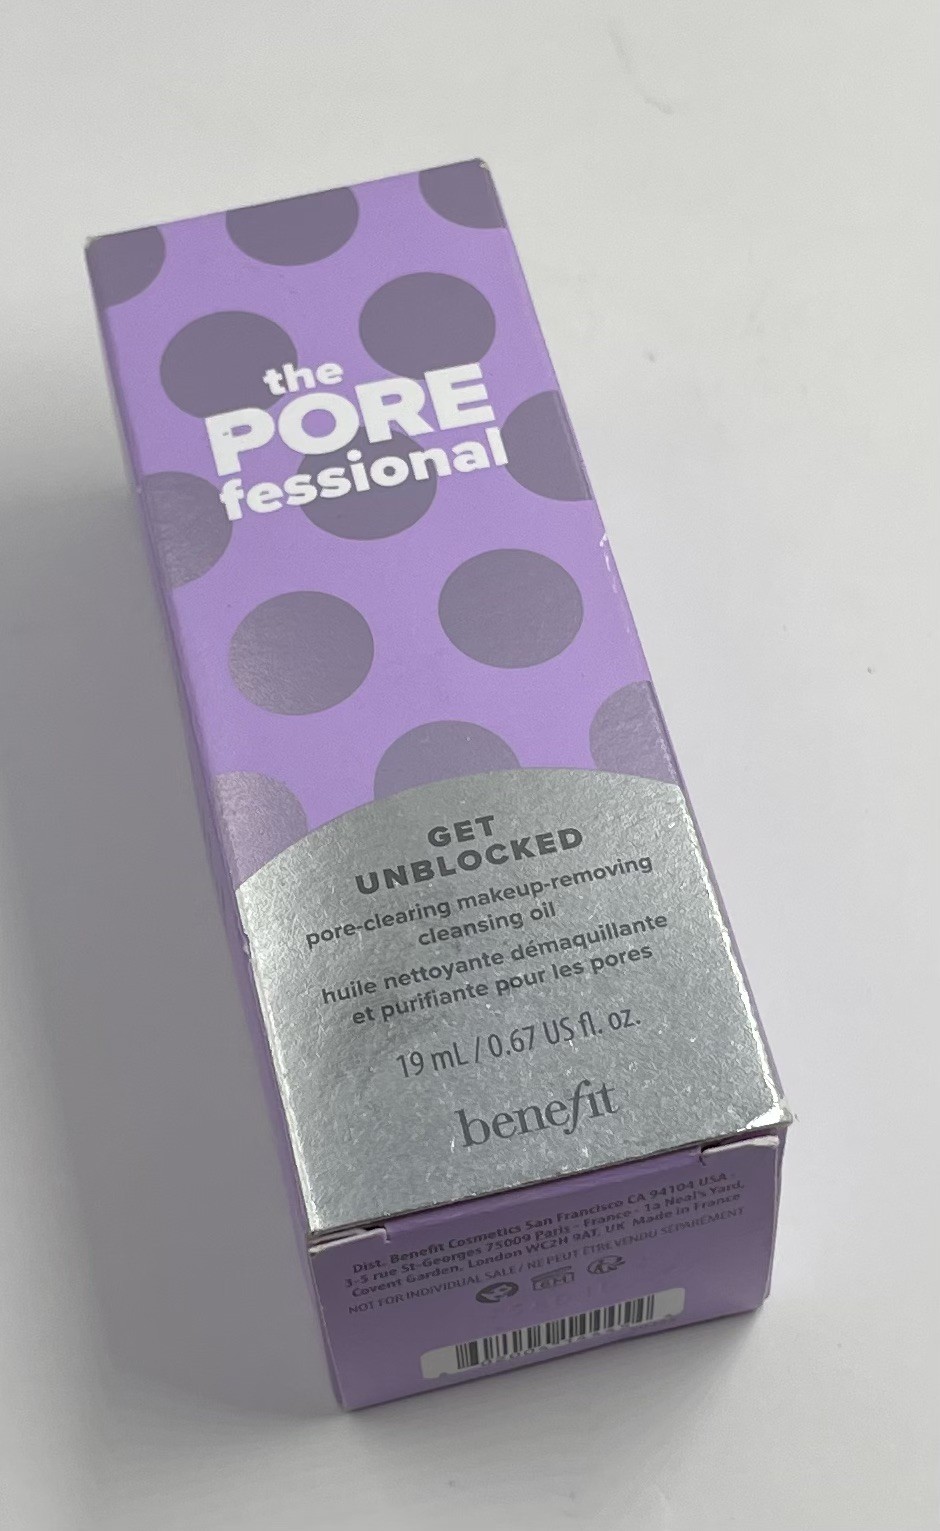 the
PORE
fessional
GET
UNBLOCKED
pore-clearing makeup-removing
cleansing oil
huile nettoyante démaquillante
et purifiante pour les pores
19 mL / 0.67 US fl. oz.
benefit
Dist. Benefit Cosmetics San Francisco CA 94104 USA -
3-5 rue St-Georges 75009 Paris - France - 1a Neal's Yard,
Covent Garden, London WC2H 9AT, UK Made in France
NOT FOR INDIVIDUAL SALE / NE PEUT ÊTRE VENDU SÉPARÉMENT